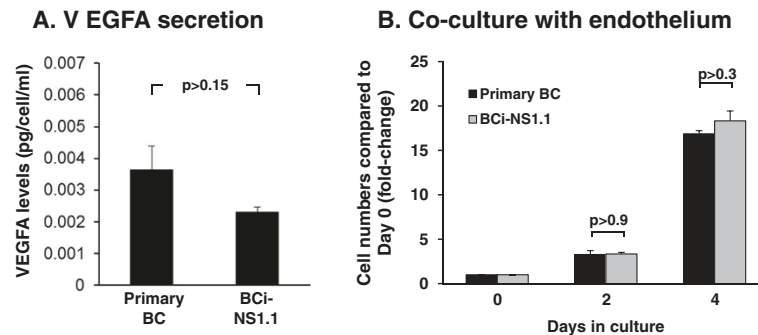 A. V EGFA secretion
VEGFA levels (pg/cell/ml)
0.007
0.006
0.005
0.004
0.003
0.002
0.001
0
p>0.15
Primary
BC
BCi-
NS1.1
B. Co-culture with endothelium
Cell numbers compared to
Day 0 (fold-change)
25
20
15
10
5
0
Primary BC
BCi-NS1.1
p>0.9
p>0.3
0
2
4
Days in culture